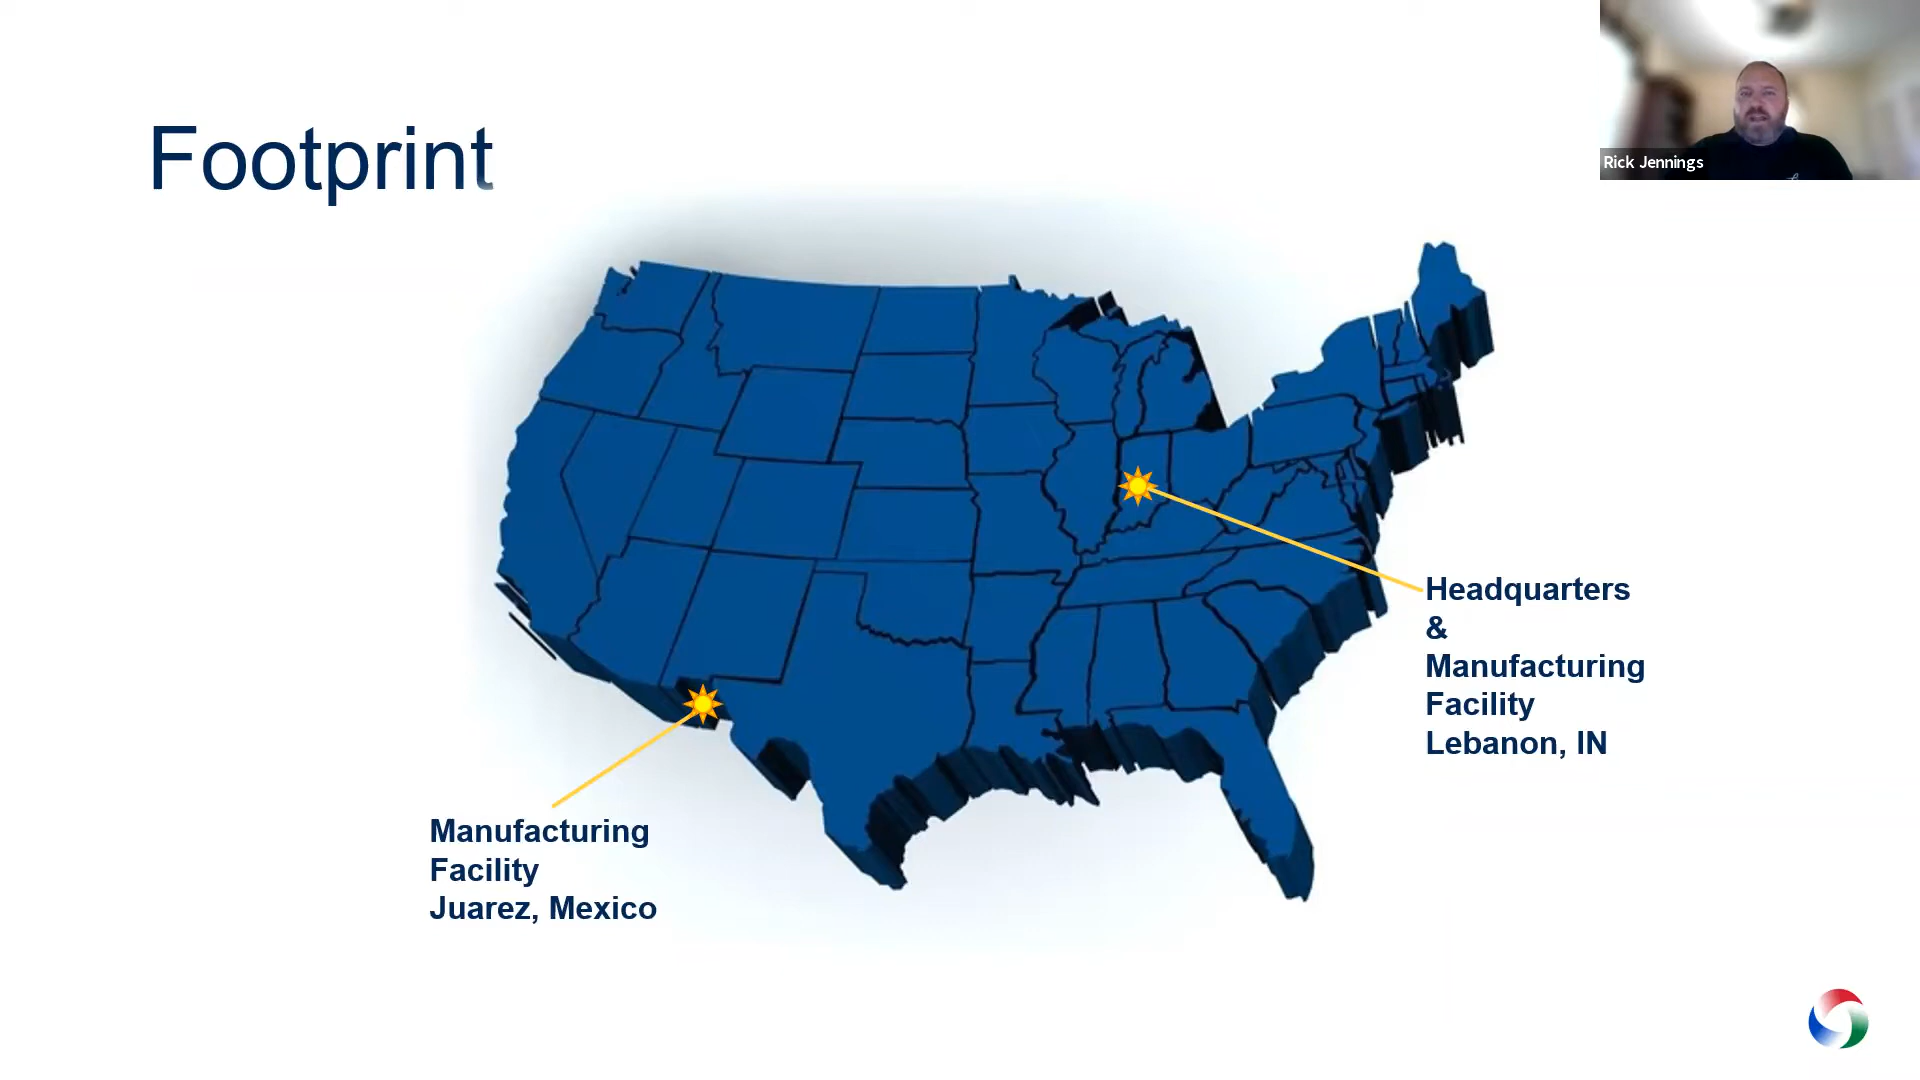 Footprint
Rick Jennings
Headquarters
&
Manufacturing
Facility
Lebanon, IN
Manufacturing
Facility
Juarez, Mexico